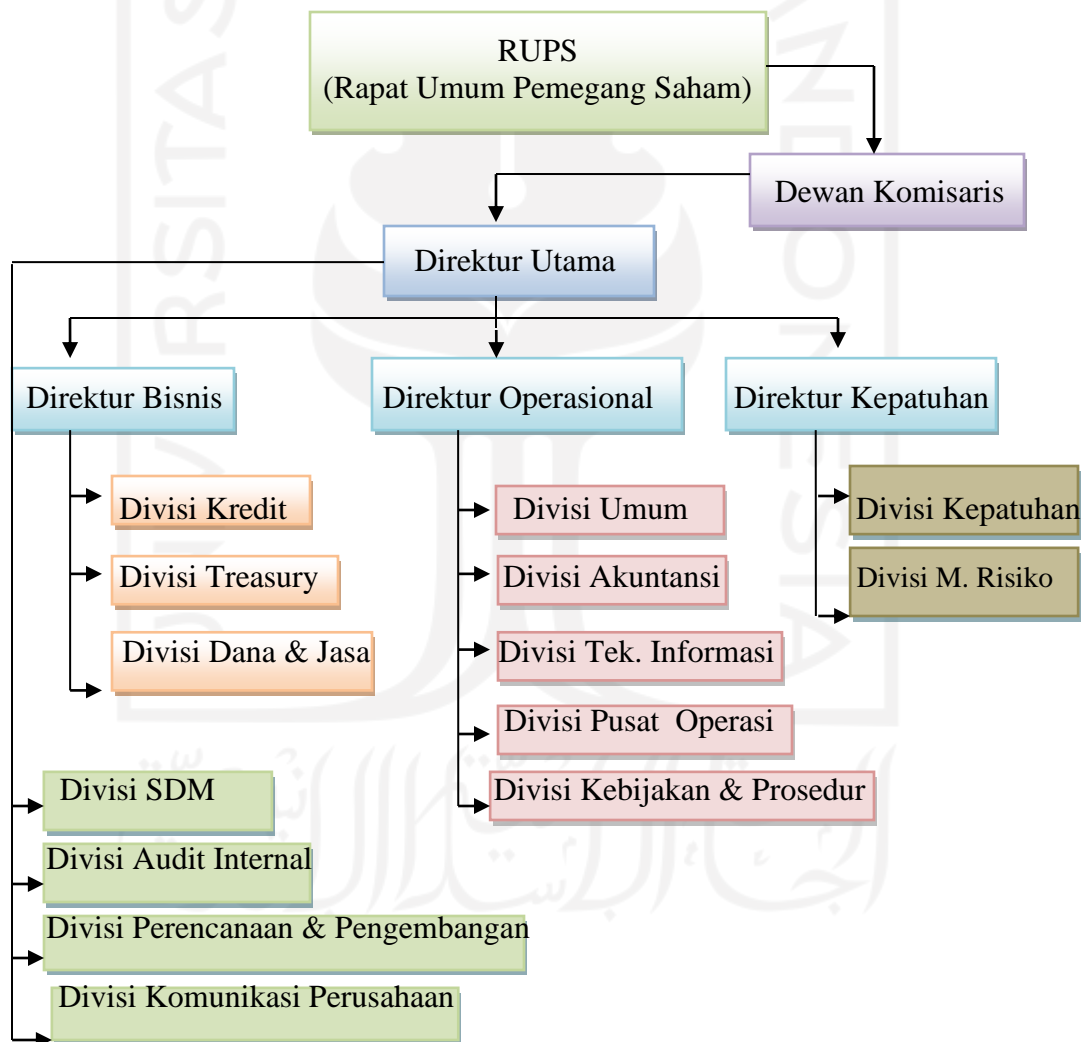 RUPS
(Rapat Umum Pemegang Saham)
Dewan Komisaris
Direktur Utama
Direktur Bisnis
Direktur Operasional
Direktur Kepatuhan
Divisi Kredit
Divisi Treasury
Divisi Dana & Jasa
Divisi Umum
Divisi Akuntansi
Divisi Tek. Informasi
Divisi Pusat Operasi
Divisi Kebijakan & Prosedur
Divisi Kepatuhan
Divisi M. Risiko
Divisi SDM
Divisi Audit Internal
Divisi Perencanaan & Pengembangan
Divisi Komunikasi Perusahaan